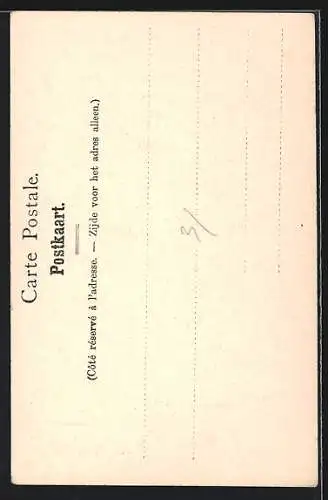 Carte Postale.
Postkaart.
(Côté réservé à l'adresse. — Zijde voor het adres alleen.)
3/